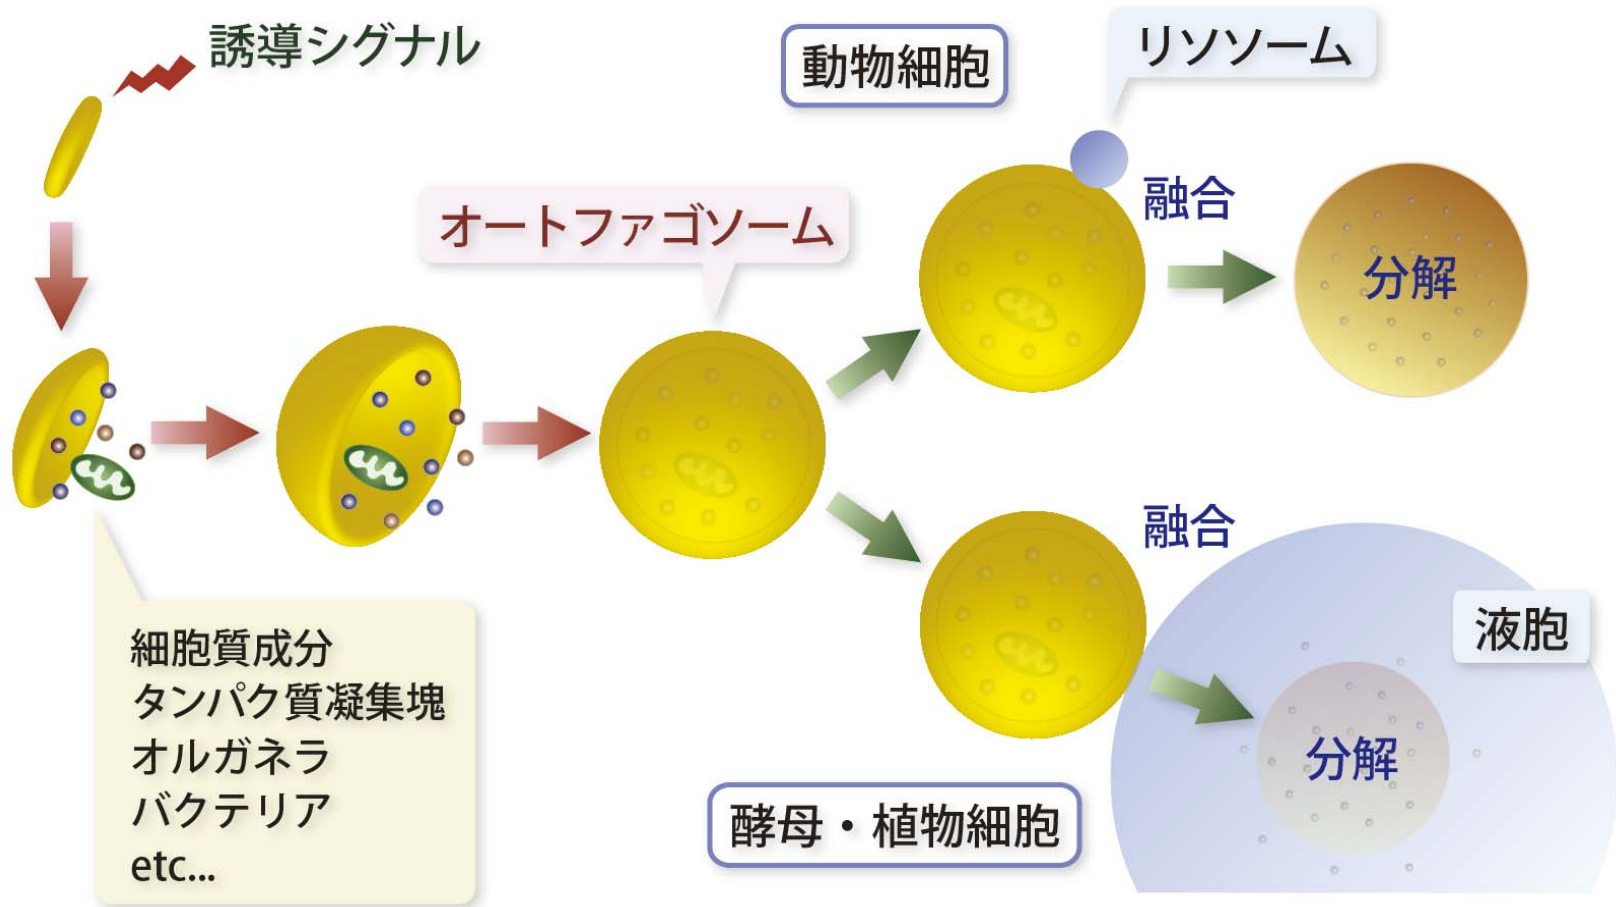 誘導シグナル
動物細胞
リソソーム
オートファゴソーム
融合
分解
細胞質成分
タンパク質凝集塊
オルガネラ
バクテリア
etc...
融合
液胞
分解
酵母・植物細胞